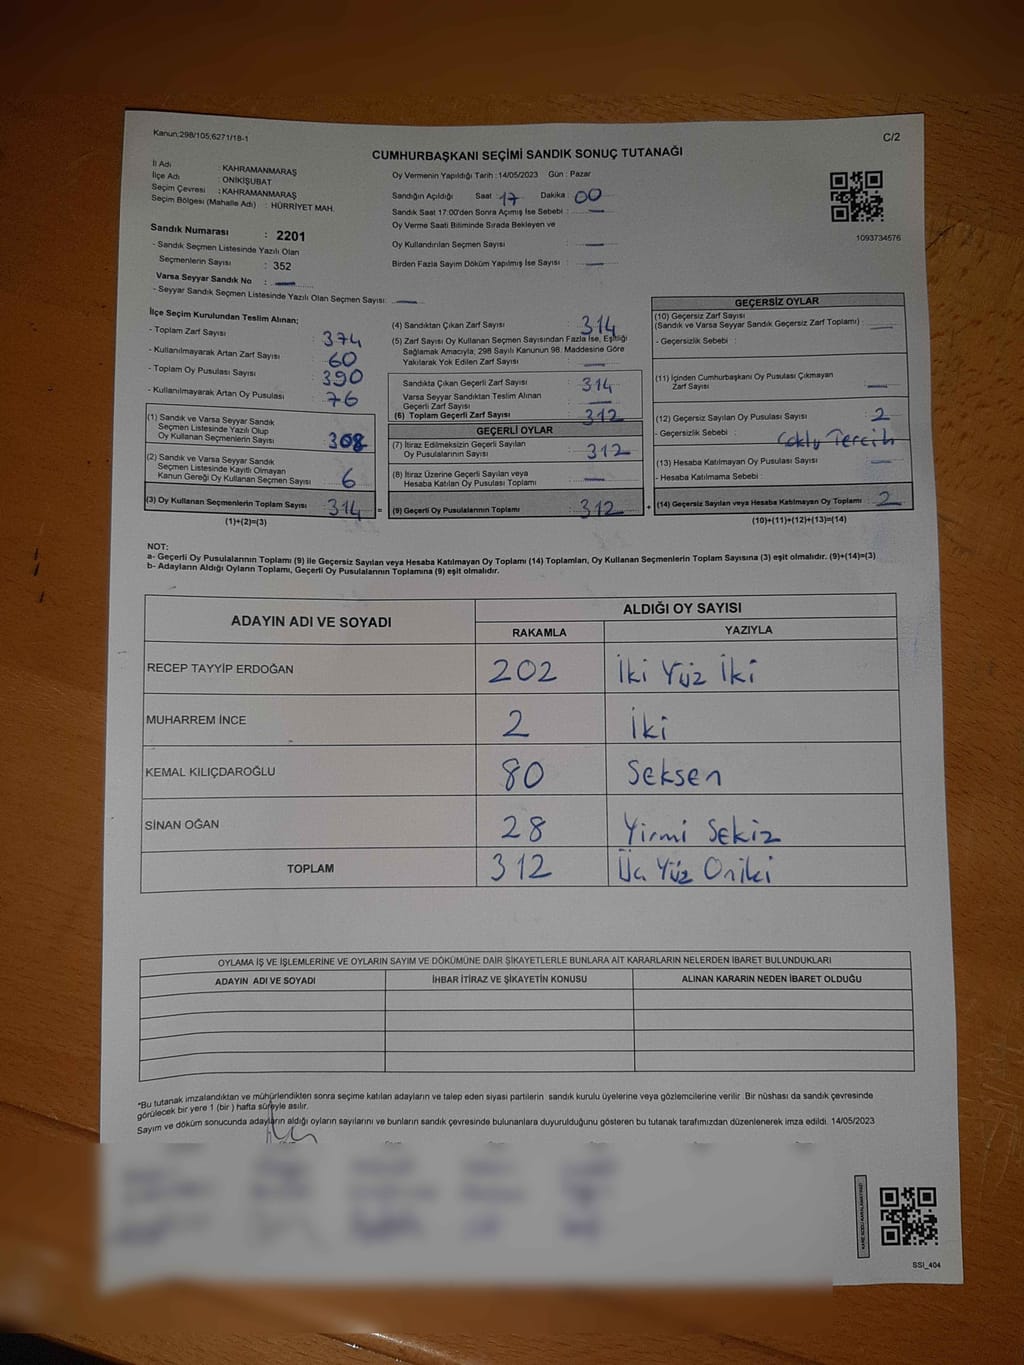 Kanun;298/105;6271/18-1
C/2
CUMHURBAŞKANI SEÇİMİ SANDIK SONUÇ TUTANAĞI
İl Adı : KAHRAMANMARAŞ
İlçe Adı : ONİKİŞUBAT
Seçim Çevresi : KAHRAMANMARAŞ
Seçim Bölgesi (Mahalle Adı) : HÜRRİYET MAH.
Sandık Numarası : 2201
- Sandık Seçmen Listesinde Yazılı Olan
Seçmenlerin Sayısı : 352
Varsa Seyyar Sandık No : —
- Seyyar Sandık Seçmen Listesinde Yazılı Olan Seçmen Sayısı: —
Oy Vermenin Yapıldığı Tarih : 14/05/2023 Gün : Pazar
Sandığın Açıldığı Saat 17 Dakika : 00
Sandık Saat 17:00'den Sonra Açımış İse Sebebi : —
Oy Verme Saati Bitiminde Sırada Bekleyen ve
Oy Kullandırılan Seçmen Sayısı : —
Birden Fazla Sayım Döküm Yapılmış İse Sayısı : —
1093734576
İlçe Seçim Kurulundan Teslim Alınan;
- Toplam Zarf Sayısı : 374
- Kullanılmayarak Artan Zarf Sayısı : 60
- Toplam Oy Pusulası Sayısı : 390
- Kullanılmayarak Artan Oy Pusulası : 76
(1) Sandık ve Varsa Seyyar Sandık
Seçmen Listesinde Yazılı Olup
Oy Kullanan Seçmenlerin Sayısı : 308
(2) Sandık ve Varsa Seyyar Sandık
Seçmen Listesinde Kayıtlı Olmayan
Kanun Gereği Oy Kullanan Seçmen Sayısı : 6
(3) Oy Kullanan Seçmenlerin Toplam Sayısı : 314 =
(1)+(2)=(3)
(4) Sandıktan Çıkan Zarf Sayısı : 314
(5) Zarf Sayısı Oy Kullanan Seçmen Sayısından Fazla İse, Eşitliği
Sağlamak Amacıyla; 298 Sayılı Kanunun 98. Maddesine Göre
Yakılarak Yok Edilen Zarf Sayısı : —
Sandıkta Çıkan Geçerli Zarf Sayısı : 314
Varsa Seyyar Sandıktan Teslim Alınan
Geçerli Zarf Sayısı : —
(6) Toplam Geçerli Zarf Sayısı : 312
GEÇERLİ OYLAR
(7) İtiraz Edilmeksizin Geçerli Sayılan
Oy Pusulalarının Sayısı : 312
(8) İtiraz Üzerine Geçerli Sayılan veya
Hesaba Katılan Oy Pusulası Toplamı : —
(9) Geçerli Oy Pusulalarının Toplamı : 312 +
GEÇERSİZ OYLAR
(10) Geçersiz Zarf Sayısı
(Sandık ve Varsa Seyyar Sandık Geçersiz Zarf Toplamı) : —
- Geçersizlik Sebebi :
(11) İçinden Cumhurbaşkanı Oy Pusulası Çıkmayan
Zarf Sayısı : —
(12) Geçersiz Sayılan Oy Pusulası Sayısı : 2
- Geçersizlik Sebebi : Çoklu Tercih
(13) Hesaba Katılmayan Oy Pusulası Sayısı : —
- Hesaba Katılmama Sebebi :
(14) Geçersiz Sayılan veya Hesaba Katılmayan Oy Toplamı : 2
(10)+(11)+(12)+(13)=(14)
NOT:
a- Geçerli Oy Pusulalarının Toplamı (9) ile Geçersiz Sayılan veya Hesaba Katılmayan Oy Toplamı (14) Toplamları, Oy Kullanan Seçmenlerin Toplam Sayısına (3) eşit olmalıdır. (9)+(14)=(3)
b- Adayların Aldığı Oyların Toplamı, Geçerli Oy Pusulalarının Toplamına (9) eşit olmalıdır.
ADAYIN ADI VE SOYADI ALDIĞI OY SAYISI
RAKAMLA YAZIYLA
RECEP TAYYİP ERDOĞAN 202 İki Yüz İki
MUHARREM İNCE 2 İki
KEMAL KILIÇDAROĞLU 80 Seksen
SİNAN OĞAN 28 Yirmi Sekiz
TOPLAM 312 Üç Yüz Oniki
OYLAMA İŞ VE İŞLEMLERİNE VE OYLARIN SAYIM VE DÖKÜMÜNE DAİR ŞİKAYETLERLE BUNLARA AİT KARARLARIN NELERDEN İBARET BULUNDUKLARI
ADAYIN ADI VE SOYADI İHBAR İTİRAZ VE ŞİKAYETİN KONUSU ALINAN KARARIN NEDEN İBARET OLDUĞU
*Bu tutanak imzalandıktan ve mühürlendikten sonra seçime katılan adayların ve talep eden siyasi partilerin sandık kurulu üyelerine veya gözlemcilerine verilir .Bir nüshası da sandık çevresinde
görülecek bir yere 1 (bir ) hafta süreyle asılır.
Sayım ve döküm sonucunda adayların aldığı oyların sayılarını ve bunların sandık çevresinde bulunanlara duyurulduğunu gösteren bu tutanak tarafımızdan düzenlenerek imza edildi. 14/05/2023
SSI_404